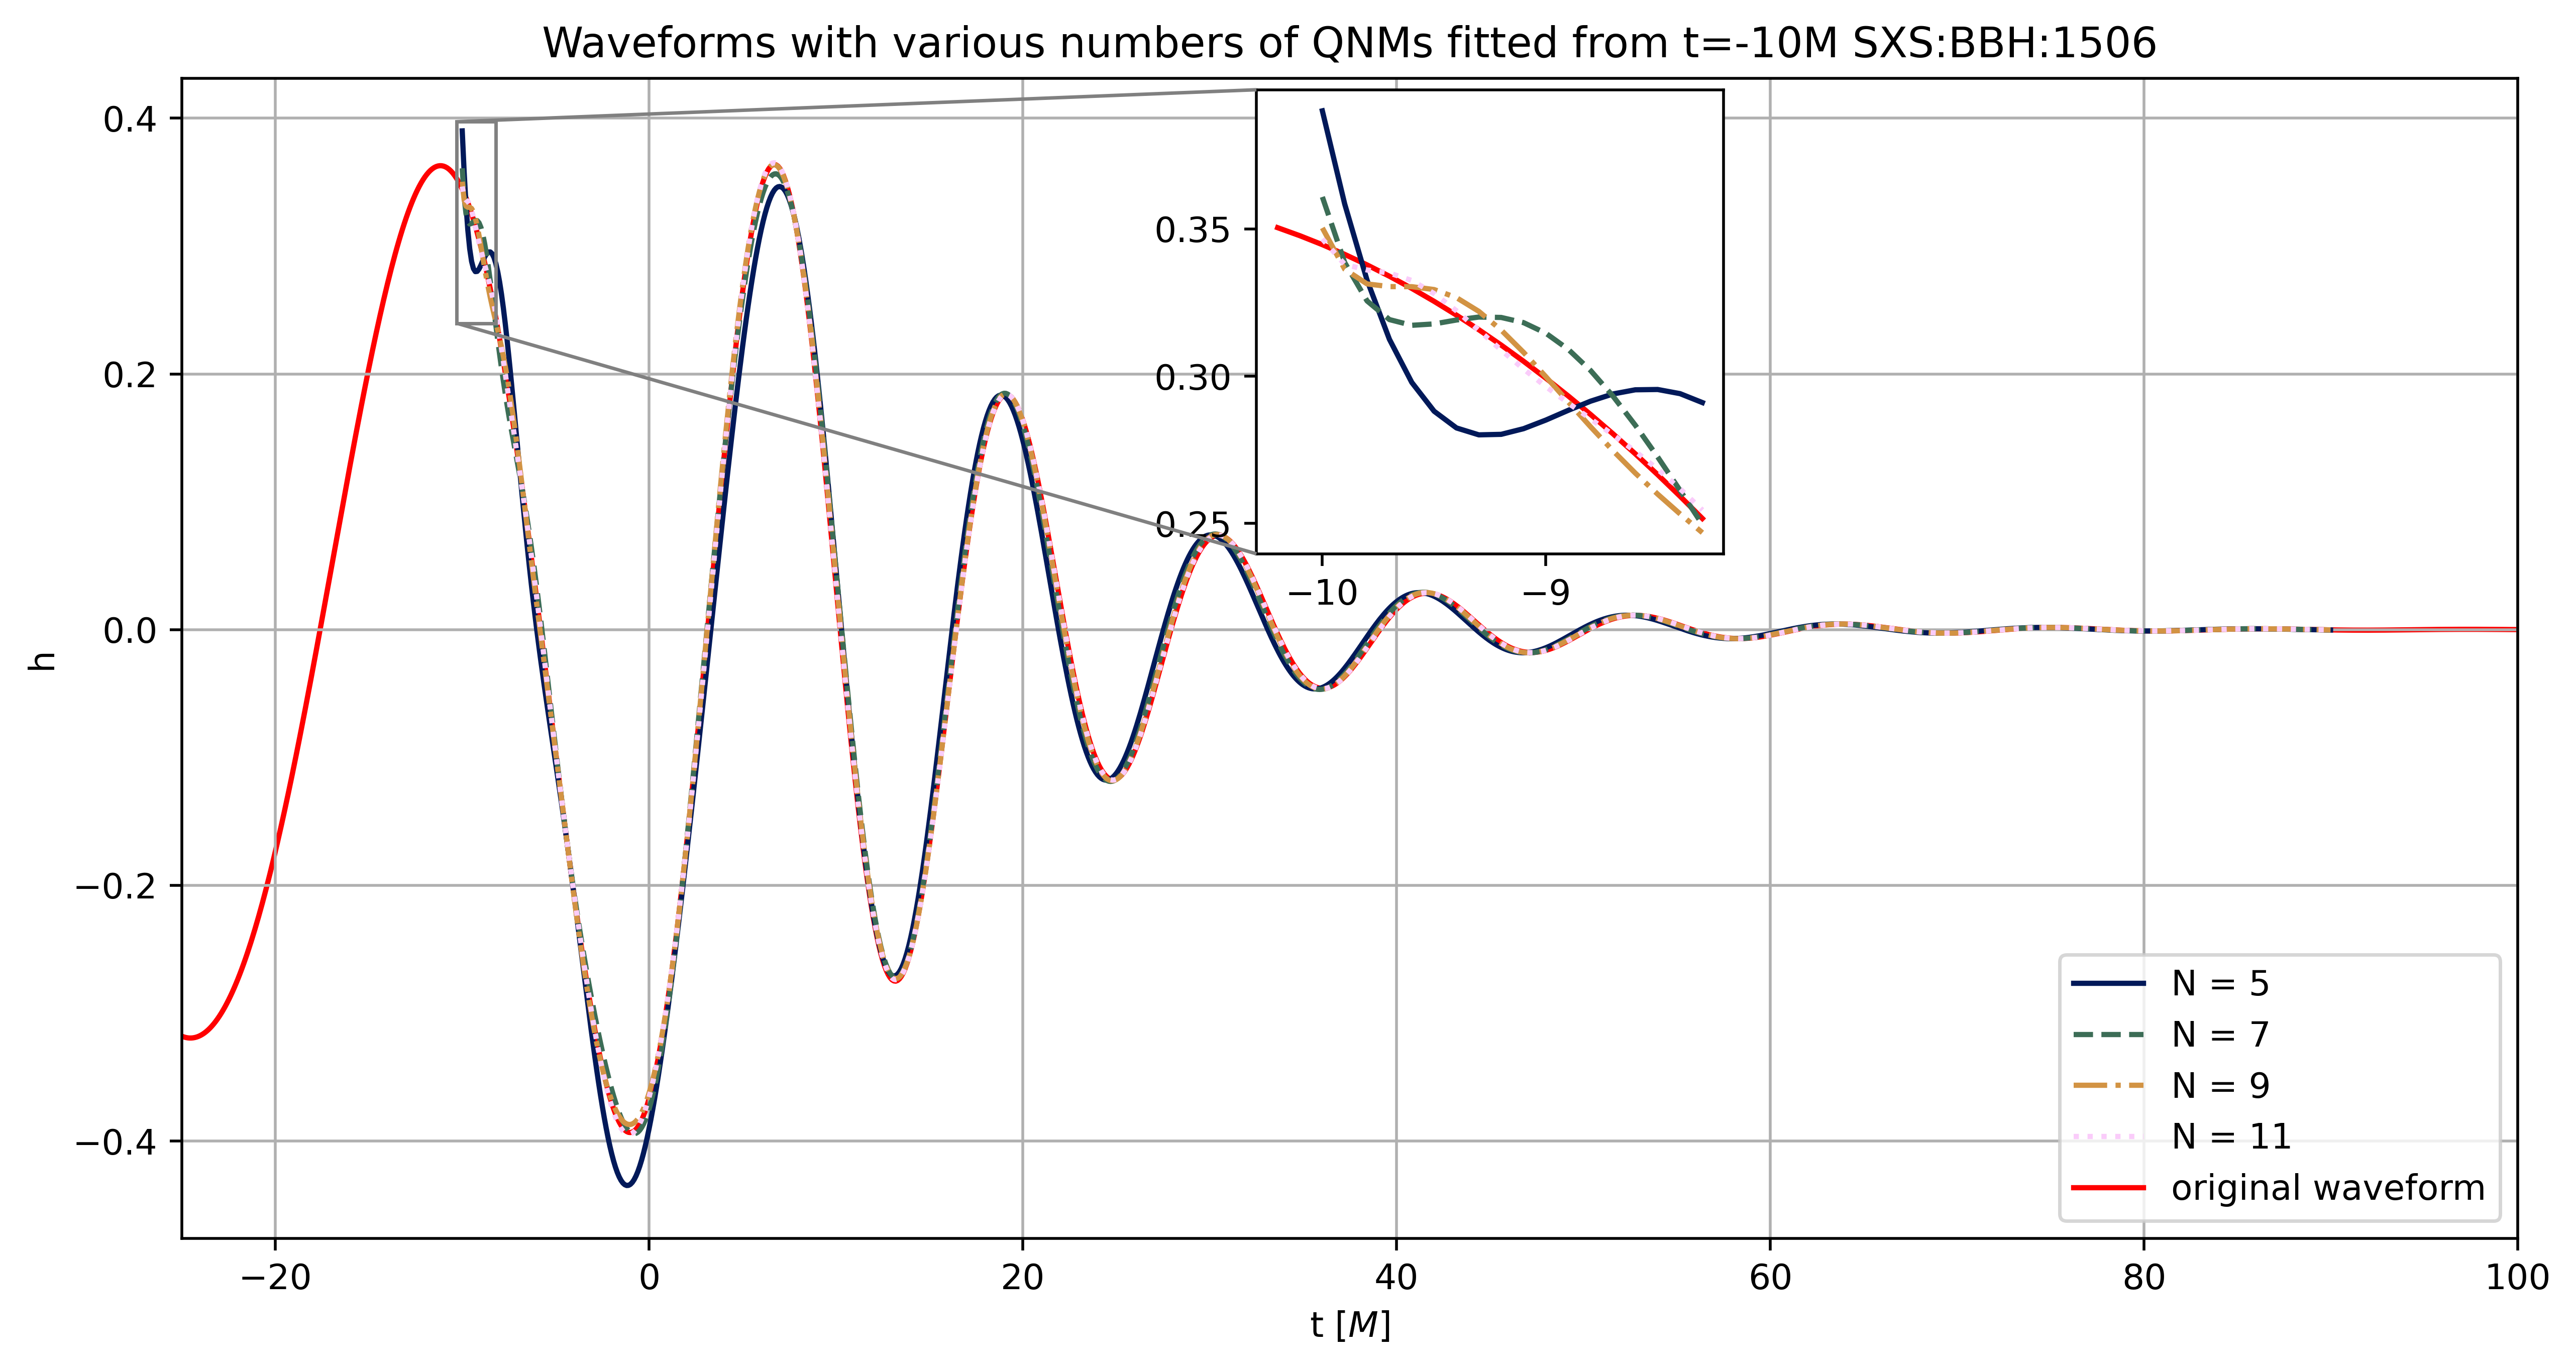 Waveforms with various numbers of QNMs fitted from t=-10M SXS:BBH:1506
0.4
0.2
0.0
−0.2
−0.4
h
0.35
0.30
0.25
−10 −9
N = 5
N = 7
N = 9
N = 11
original waveform
−20 0 20 40 60 80 100
t [M]